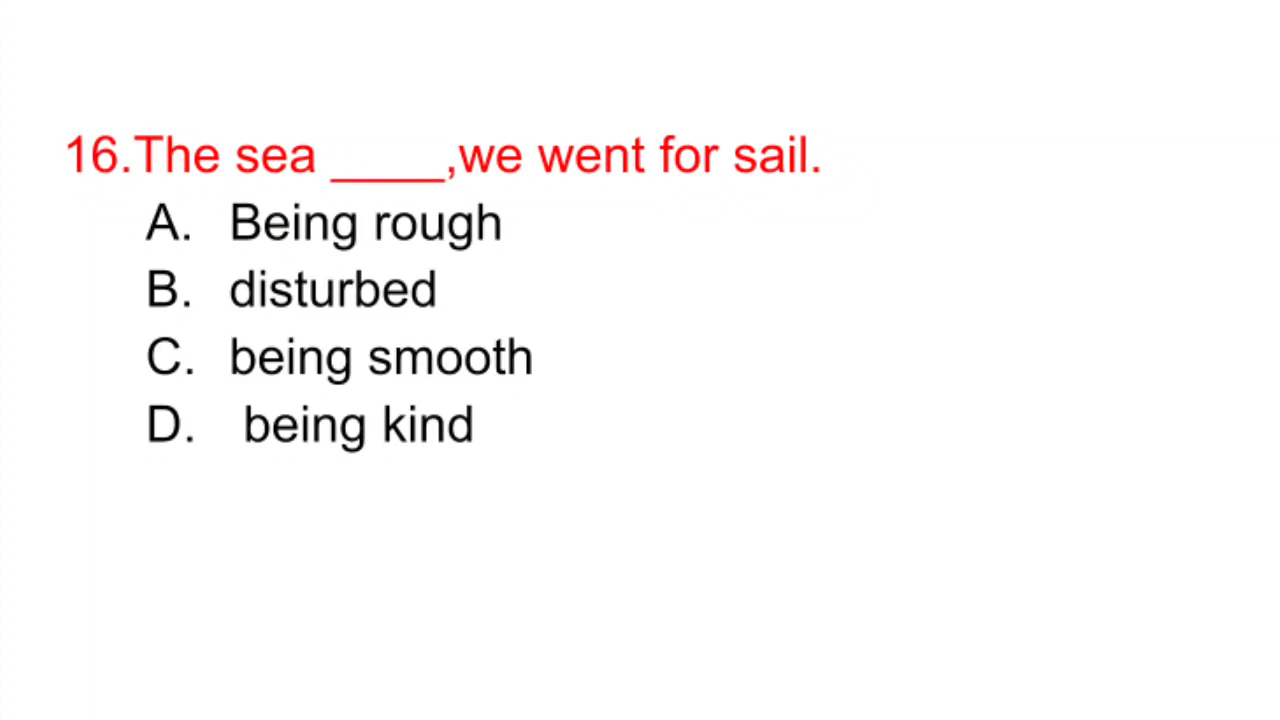 16.The sea ____,we went for sail.
A. Being rough
B. disturbed
C. being smooth
D. being kind